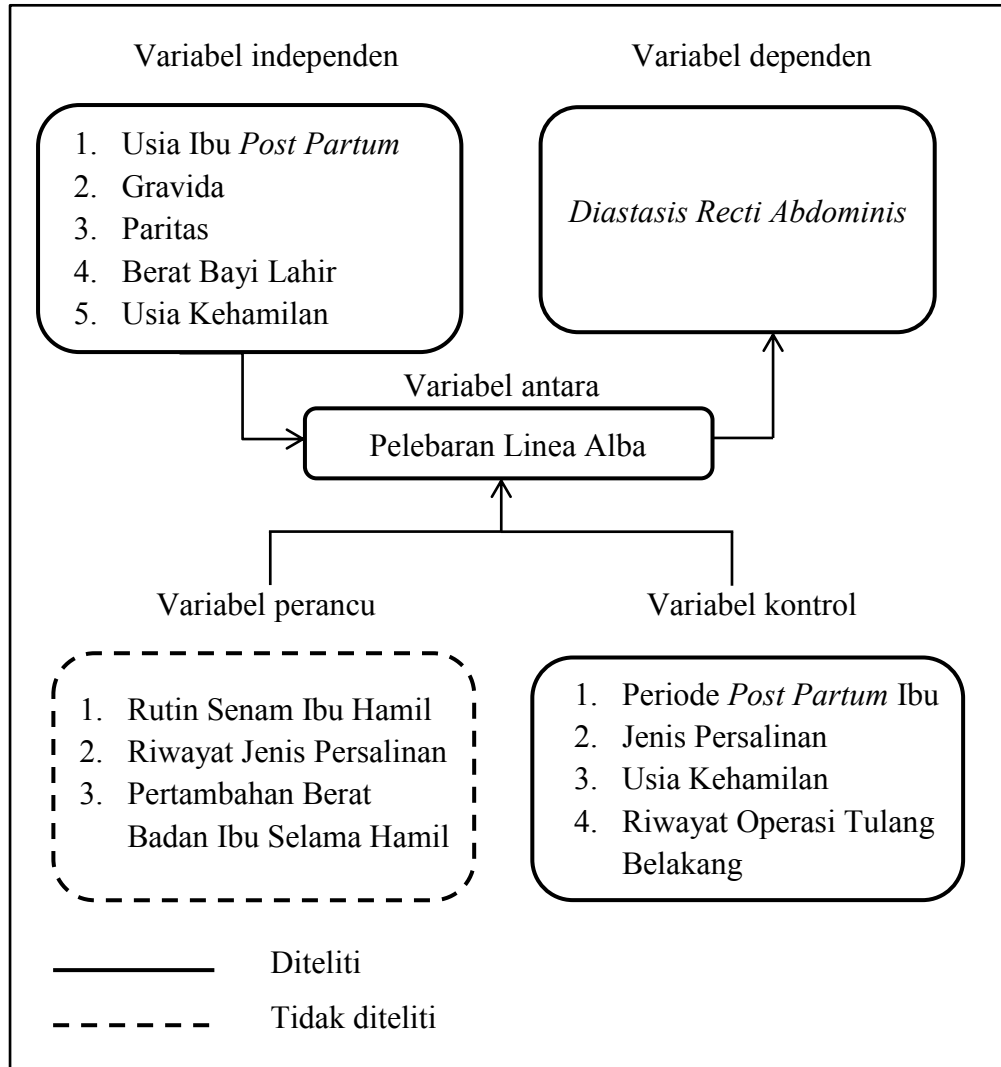 Variabel independen
Variabel dependen
1. Usia Ibu Post Partum
2. Gravida
3. Paritas
4. Berat Bayi Lahir
5. Usia Kehamilan
Diastasis Recti Abdominis
Variabel antara
Pelebaran Linea Alba
Variabel perancu
Variabel kontrol
1. Rutin Senam Ibu Hamil
2. Riwayat Jenis Persalinan
3. Pertambahan Berat
Badan Ibu Selama Hamil
1. Periode Post Partum Ibu
2. Jenis Persalinan
3. Usia Kehamilan
4. Riwayat Operasi Tulang
Belakang
Diteliti
Tidak diteliti